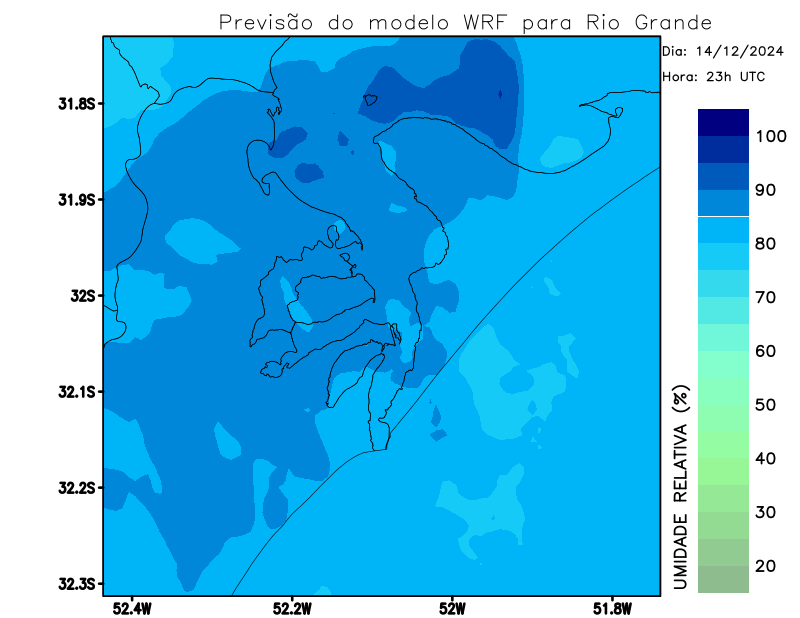 Previsão do modelo WRF para Rio Grande
Dia: 14/12/2024
Hora: 23h UTC
31.8S
31.9S
32S
32.1S
32.2S
32.3S
52.4W
52.2W
52W
51.8W
100
90
80
70
60
50
40
30
20
UMIDADE RELATIVA (%)